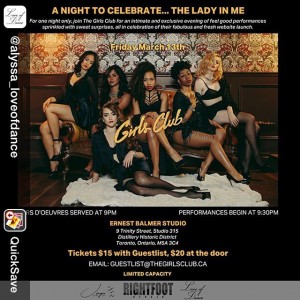 A NIGHT TO CELEBRATE... THE LADY IN ME
For one night only, join The Girls Club for an intimate and exclusive evening of feel good performances
sprinkled with sweet surprises, all in celebration of their fabulous and fresh website launch.
Friday March 13th
Girls Club
@alyssa_loveofdance
S D'OEUVRES SERVED AT 9PM
PERFORMANCES BEGIN AT 9:30PM
ERNEST BALMER STUDIO
9 Trinity Street, Studio 315
Distillery Historic District
Toronto, Ontario, M5A 3C4
Tickets $15 with Guestlist, $20 at the door
EMAIL: GUESTLIST@THEGIRLSCLUB.CA
LIMITED CAPACITY
QuickSave
RIGHTFOOT